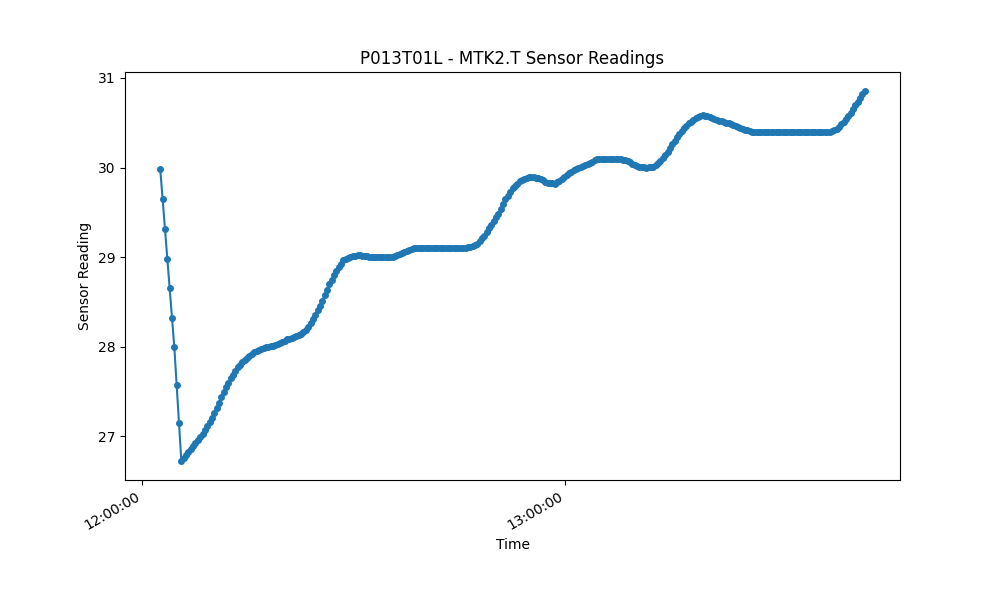 P013T01L - MTK2.T Sensor Readings
31
30
29
28
27
Sensor Reading
12:00:00
13:00:00
Time